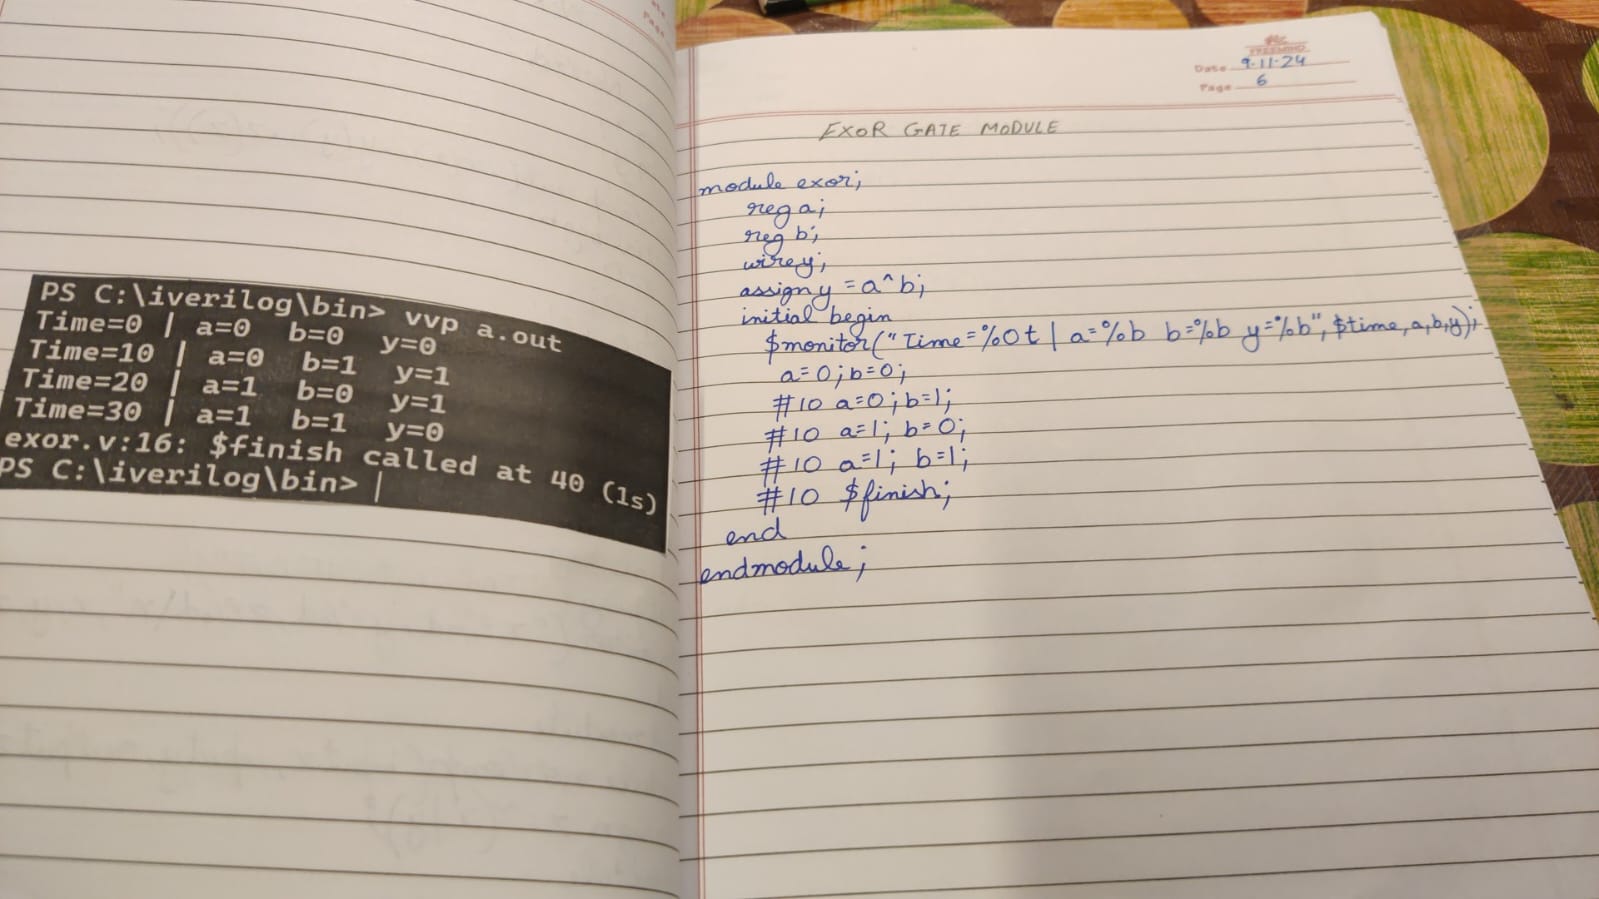 PS C:\iverilog\bin> vvp a.out
Time=0 | a=0 b=0 y=0
Time=10 | a=0 b=1 y=1
Time=20 | a=1 b=0 y=1
Time=30 | a=1 b=1 y=0
exor.v:16: $finish called at 40 (1s)
PS C:\iverilog\bin> |
Date 9-11-24
Page 6
EXOR GATE MODULE
module exor;
reg a;
reg b;
wire y;
assign y = a^b;
initial begin
$monitor("Time=%0t | a=%b b=%b y=%b", $time, a, b, y);
a=0; b=0;
#10 a=0; b=1;
#10 a=1; b=0;
#10 a=1; b=1;
#10 $finish;
end
endmodule;